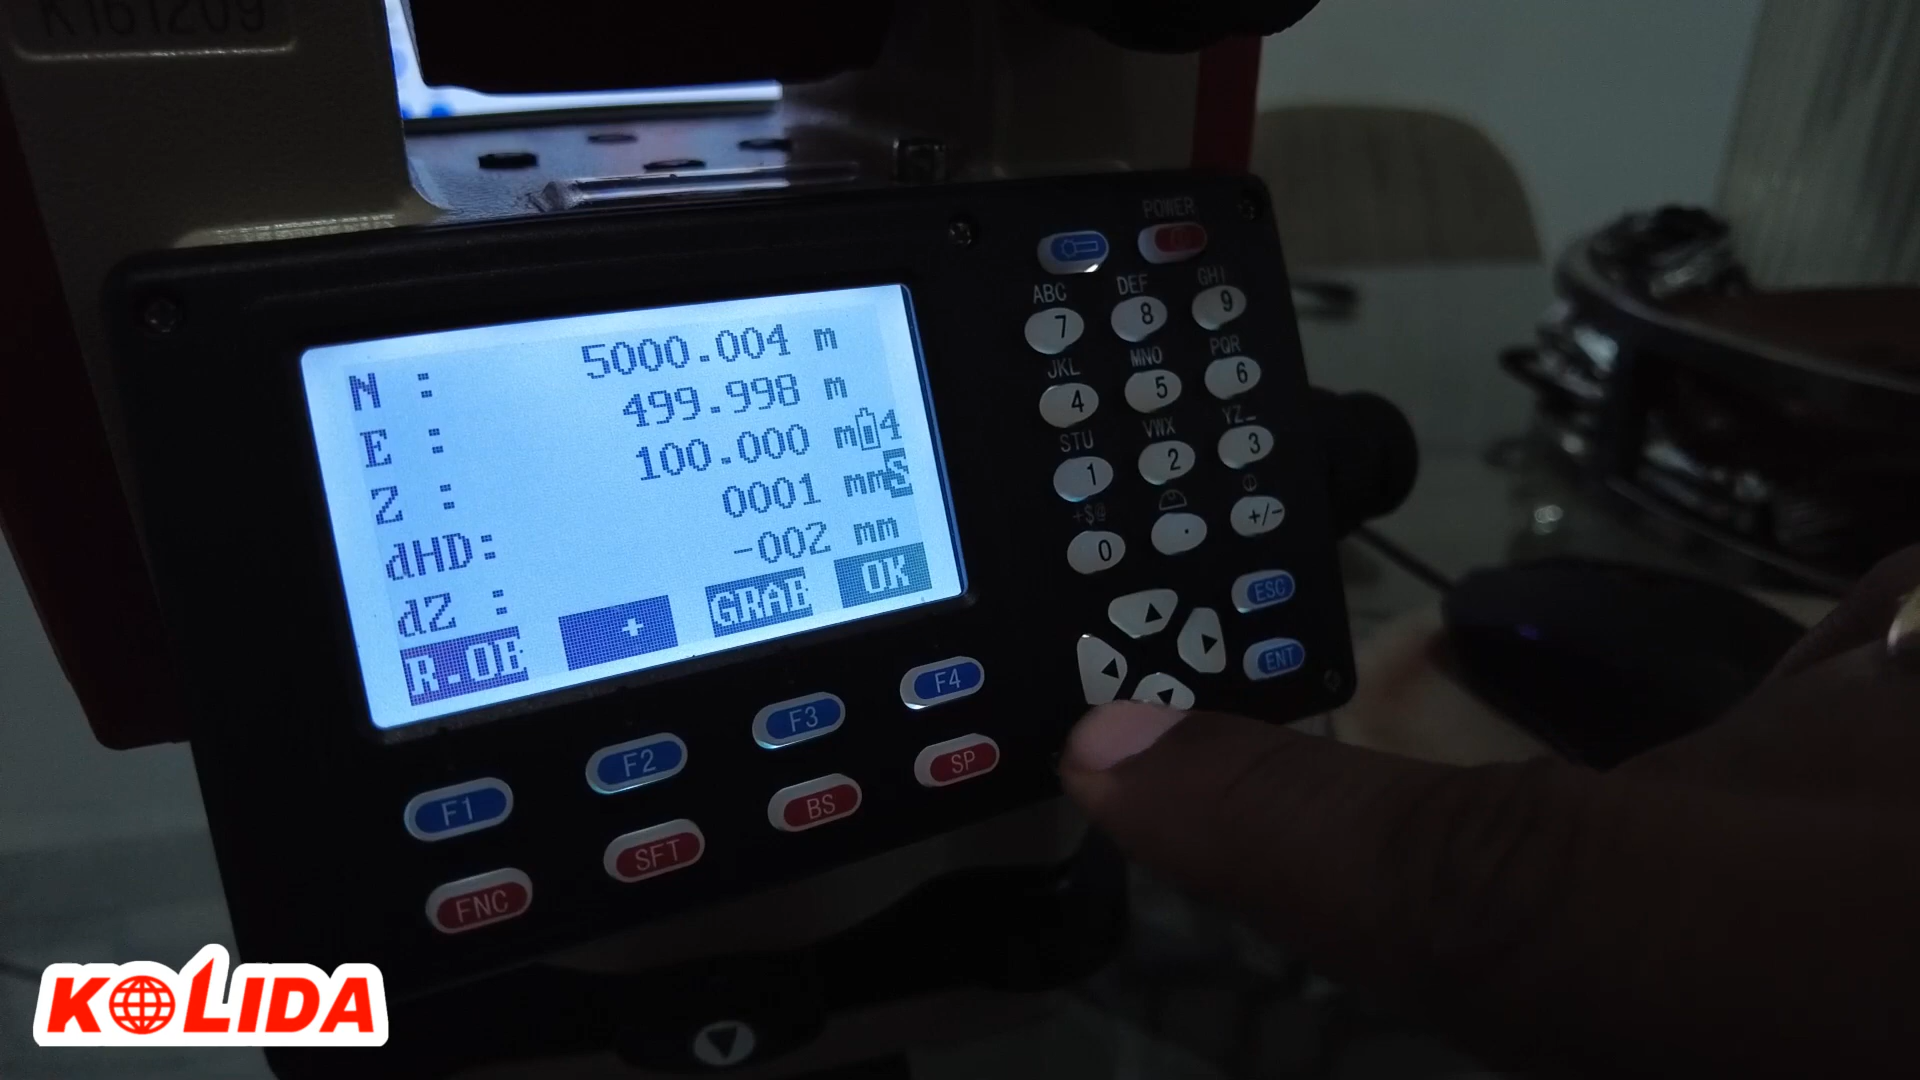 K161209
POWER
N : 5000.004 m
E : 499.998 m
Z : 100.000 m 4
dHD: 0001 mm S
dZ : -002 mm
R.OB + GRAB OK
ABC DEF GHI
7 8 9
JKL MNO PQR
4 5 6
STU VWX YZ_
1 2 3
+$@
0 . +/-
ESC
ENT
F1 F2 F3 F4
FNC SFT BS SP
KOLIDA